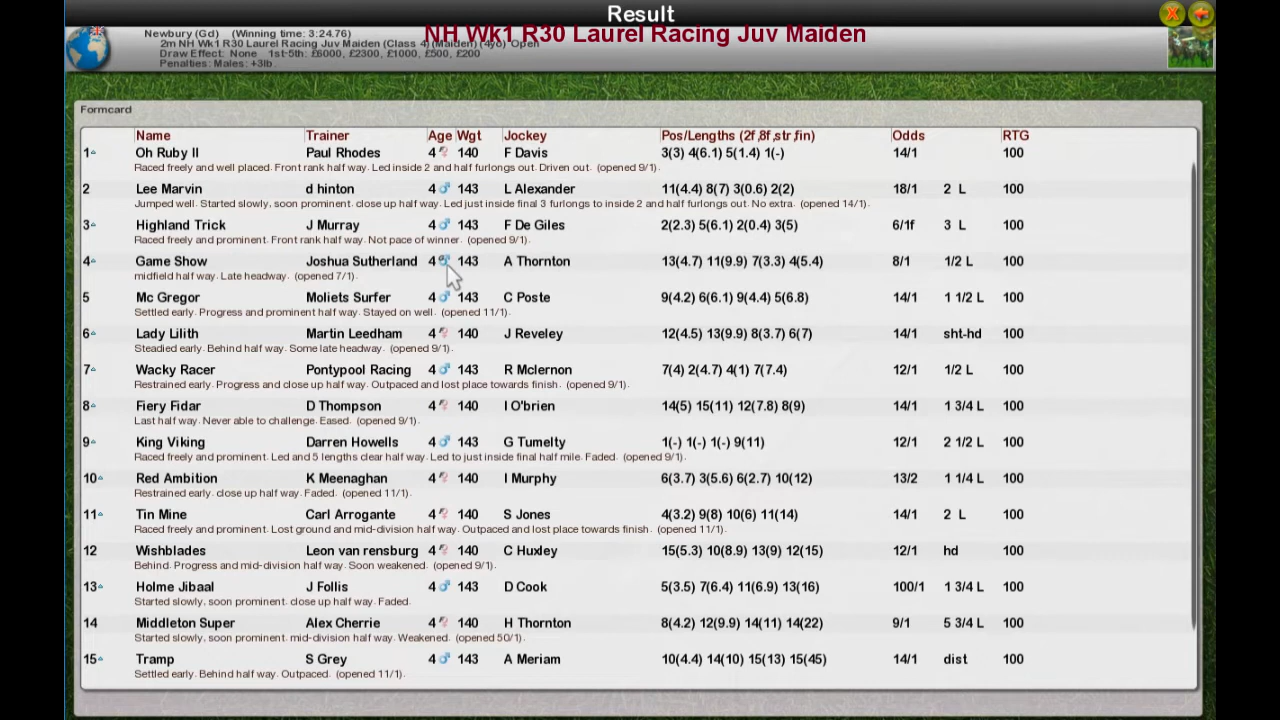 Result
NH Wk1 R30 Laurel Racing Juv Maiden
Newbury (Gd) (Winning time: 3:24.76)
2m NH Wk1 R30 Laurel Racing Juv Maiden (Class 4) (Maiden) (4yo) Open
Draw Effect: None 1st-5th: £6000, £2300, £1000, £500, £200
Penalties: Males: +3lb.
Formcard
Name Trainer Age Wgt Jockey Pos/Lengths (2f,8f,str,fin) Odds RTG
1 Oh Ruby II Paul Rhodes 4 140 F Davis 3(3) 4(6.1) 5(1.4) 1(-) 14/1 100
Raced freely and well placed. Front rank half way. Led inside 2 and half furlongs out. Driven out. (opened 9/1).
2 Lee Marvin d hinton 4 143 L Alexander 11(4.4) 8(7) 3(0.6) 2(2) 18/1 2 L 100
Jumped well. Started slowly, soon prominent. close up half way. Led just inside final 3 furlongs to inside 2 and half furlongs out. No extra. (opened 14/1).
3 Highland Trick J Murray 4 143 F De Giles 2(2.3) 5(6.1) 2(0.4) 3(5) 6/1f 3 L 100
Raced freely and prominent. Front rank half way. Not pace of winner. (opened 9/1).
4 Game Show Joshua Sutherland 4 143 A Thornton 13(4.7) 11(9.9) 7(3.3) 4(5.4) 8/1 1/2 L 100
midfield half way. Late headway. (opened 7/1).
5 Mc Gregor Moliets Surfer 4 143 C Poste 9(4.2) 6(6.1) 9(4.4) 5(6.8) 14/1 1 1/2 L 100
Settled early. Progress and prominent half way. Stayed on well. (opened 11/1).
6 Lady Lilith Martin Leedham 4 140 J Reveley 12(4.5) 13(9.9) 8(3.7) 6(7) 14/1 sht-hd 100
Steadied early. Behind half way. Some late headway. (opened 9/1).
7 Wacky Racer Pontypool Racing 4 143 R Mclernon 7(4) 2(4.7) 4(1) 7(7.4) 12/1 1/2 L 100
Restrained early. Progress and close up half way. Outpaced and lost place towards finish. (opened 9/1).
8 Fiery Fidar D Thompson 4 140 I O'brien 14(5) 15(11) 12(7.8) 8(9) 14/1 1 3/4 L 100
Last half way. Never able to challenge. Eased. (opened 9/1).
9 King Viking Darren Howells 4 143 G Tumelty 1(-) 1(-) 1(-) 9(11) 12/1 2 1/2 L 100
Raced freely and prominent. Led and 5 lengths clear half way. Led to just inside final half mile. Faded. (opened 9/1).
10 Red Ambition K Meenaghan 4 140 I Murphy 6(3.7) 3(5.6) 6(2.7) 10(12) 13/2 1 1/4 L 100
Restrained early. close up half way. Faded. (opened 11/1).
11 Tin Mine Carl Arrogante 4 140 S Jones 4(3.2) 9(8) 10(6) 11(14) 14/1 2 L 100
Raced freely and prominent. Lost ground and mid-division half way. Outpaced and lost place towards finish. (opened 11/1).
12 Wishblades Leon van rensburg 4 140 C Huxley 15(5.3) 10(8.9) 13(9) 12(15) 12/1 hd 100
Behind. Progress and mid-division half way. Soon weakened. (opened 9/1).
13 Holme Jibaal J Follis 4 143 D Cook 5(3.5) 7(6.4) 11(6.9) 13(16) 100/1 1 3/4 L 100
Started slowly, soon prominent. close up half way. Faded.
14 Middleton Super Alex Cherrie 4 140 H Thornton 8(4.2) 12(9.9) 14(11) 14(22) 9/1 5 3/4 L 100
Started slowly, soon prominent. mid-division half way. Weakened. (opened 50/1).
15 Tramp S Grey 4 143 A Meriam 10(4.4) 14(10) 15(13) 15(45) 14/1 dist 100
Settled early. Behind half way. Outpaced. (opened 11/1).